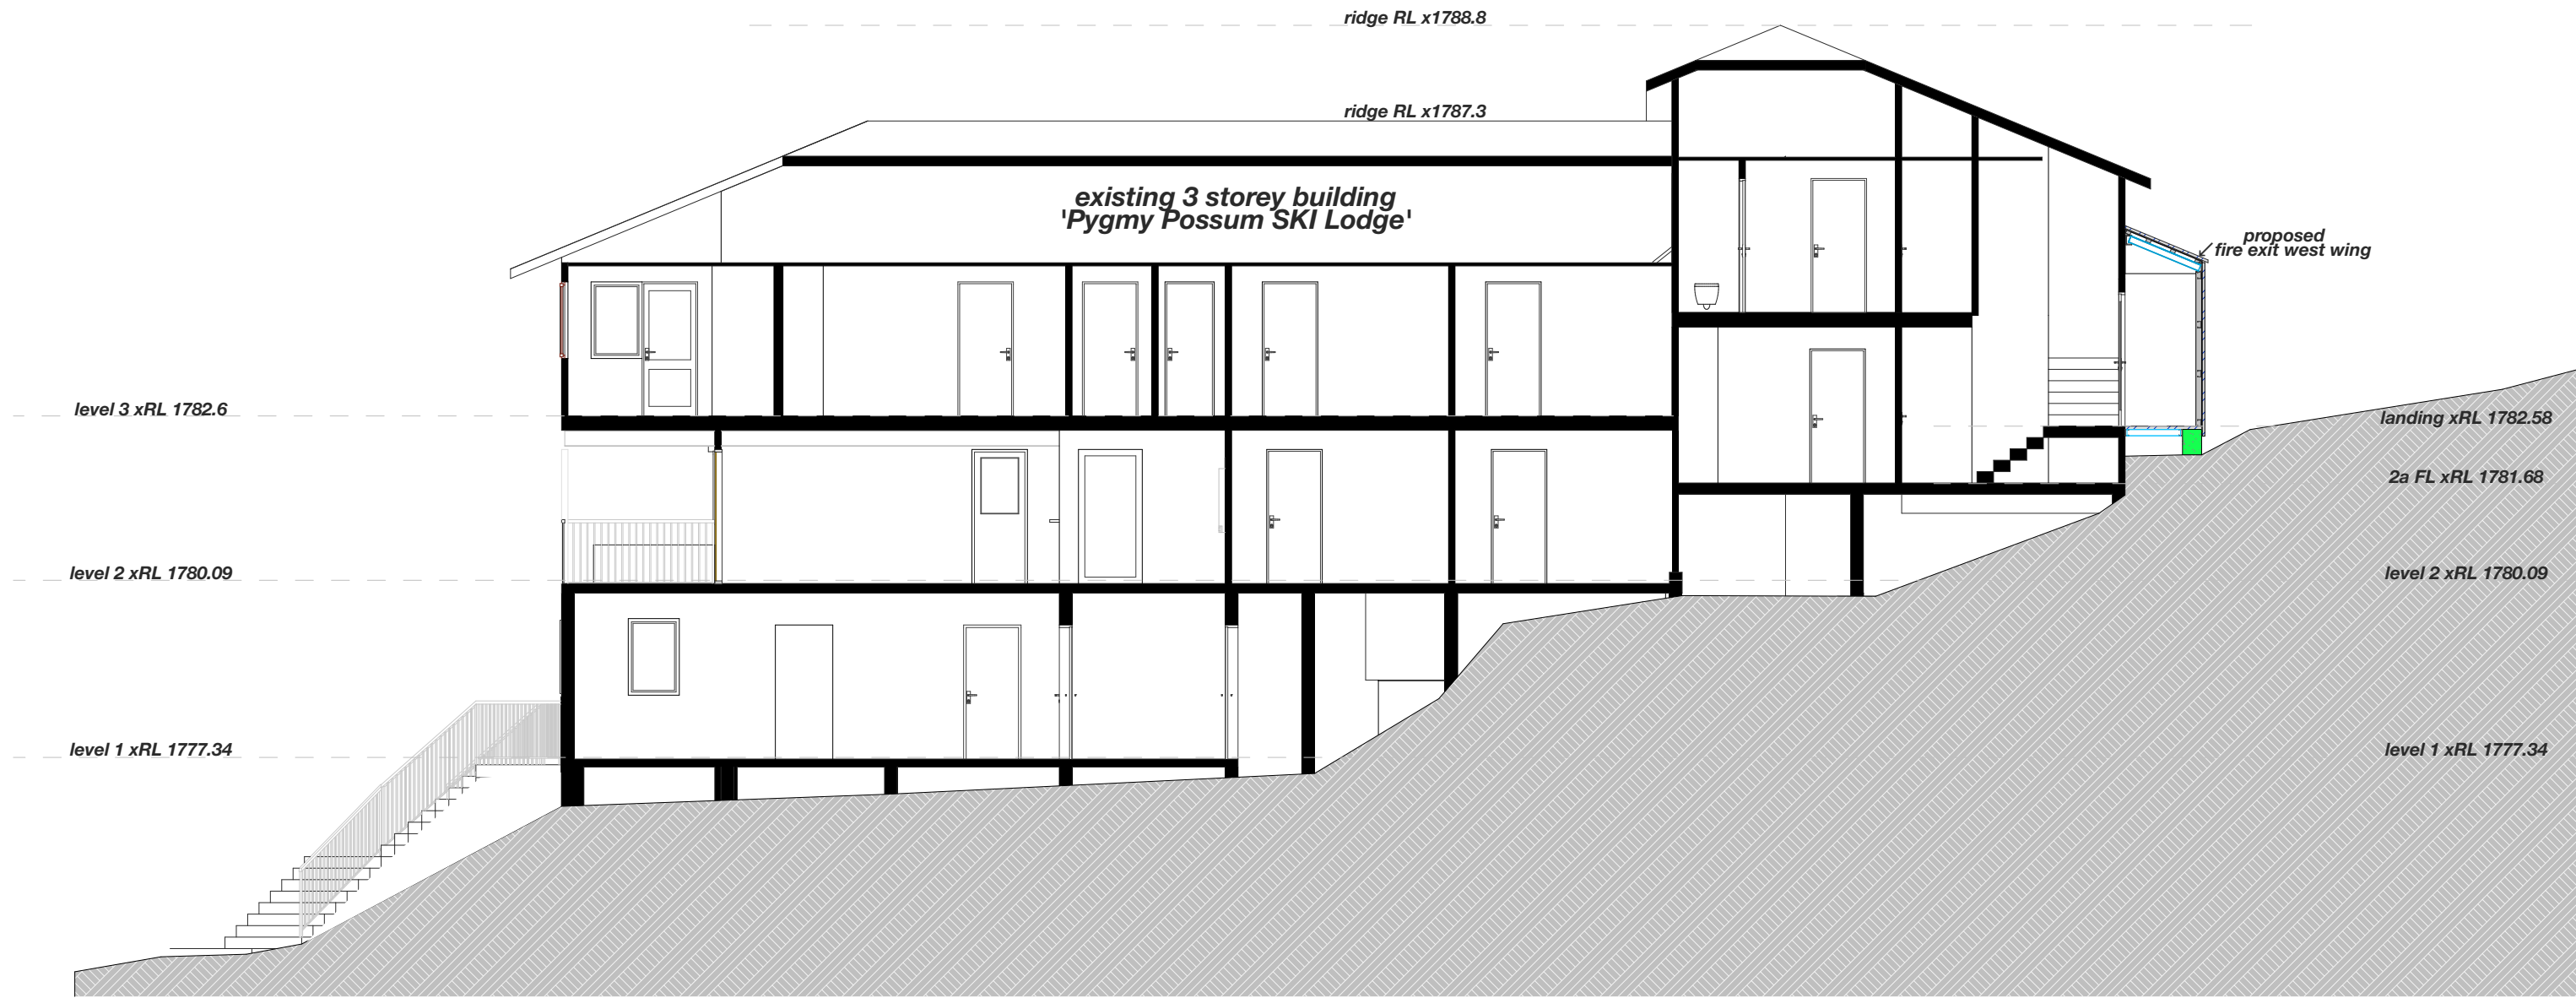 ridge RL x1788.8
ridge RL x1787.3
existing 3 storey building
'Pygmy Possum SKI Lodge'
proposed
fire exit west wing
level 3 xRL 1782.6
landing xRL 1782.58
2a FL xRL 1781.68
level 2 xRL 1780.09
level 2 xRL 1780.09
level 1 xRL 1777.34
level 1 xRL 1777.34